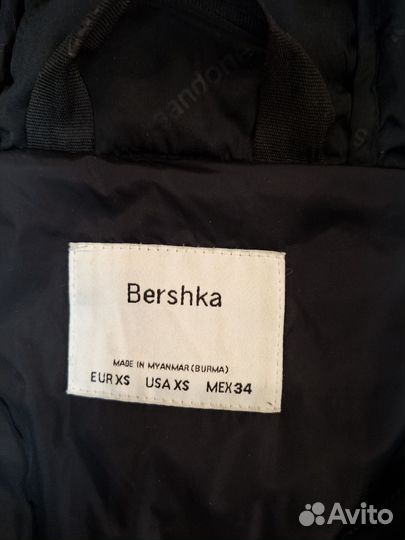 Bershka
MADE IN MYANMAR (BURMA)
EUR XS USA XS MEX 34
Avito